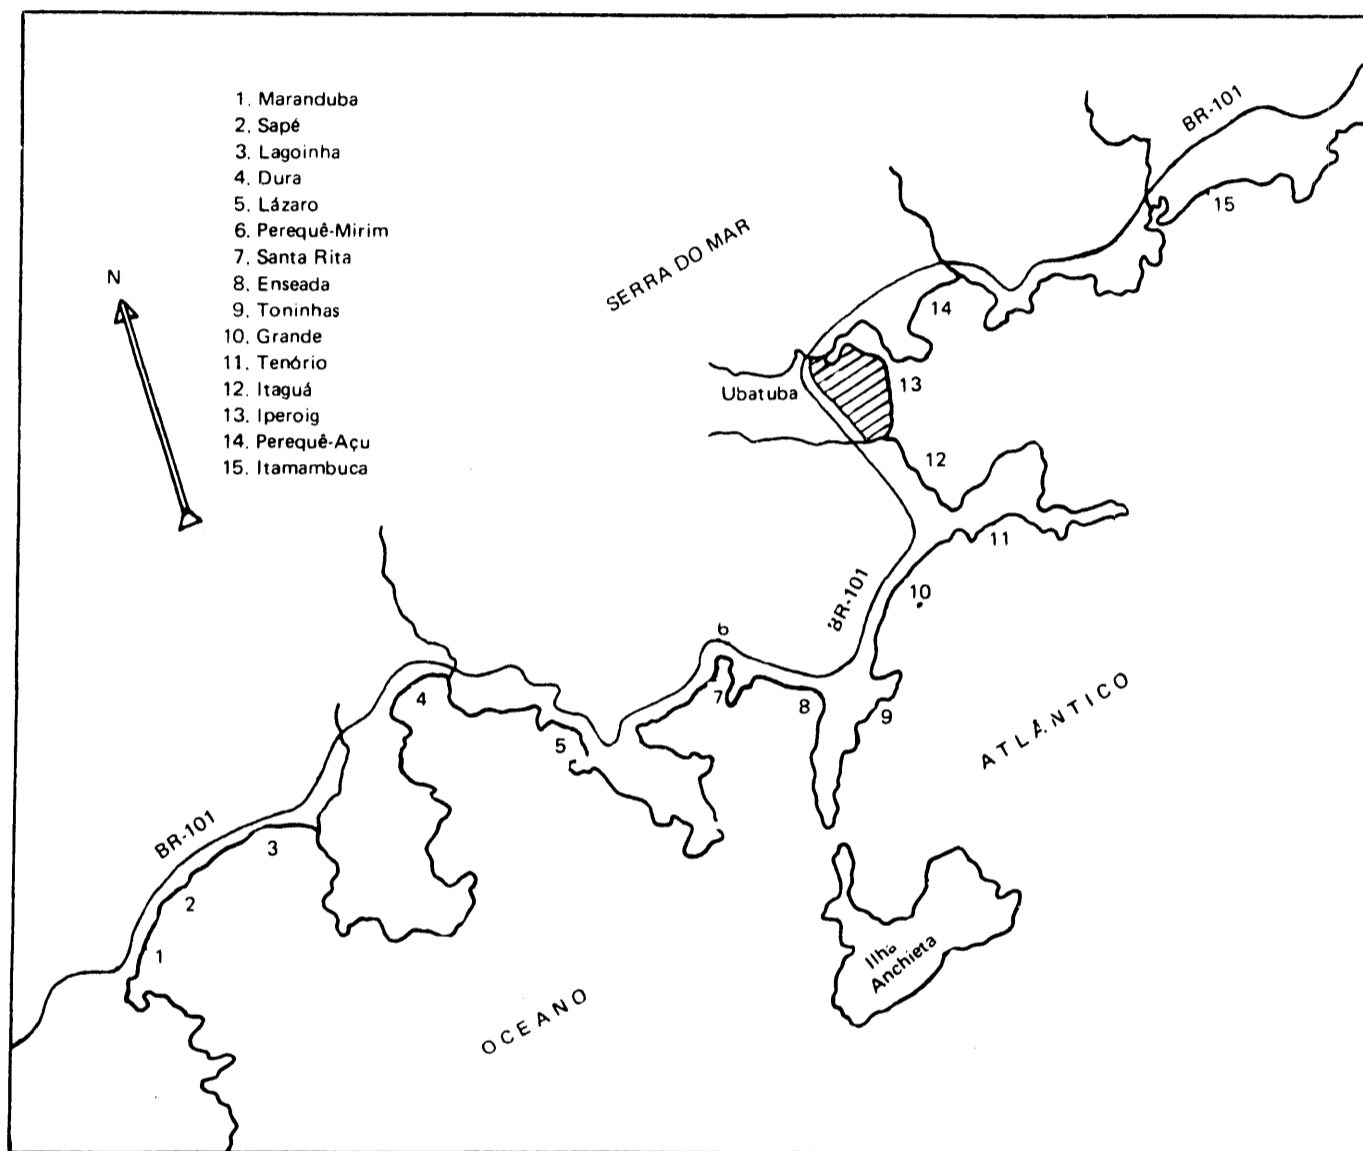 1. Maranduba
2. Sapé
3. Lagoinha
4. Dura
5. Lázaro
6. Perequê-Mirim
7. Santa Rita
8. Enseada
9. Toninhas
10. Grande
11. Tenório
12. Itaguá
13. Iperoig
14. Perequê-Açu
15. Itamambuca
N
BR-101
15
SERRA DO MAR
14
13
Ubatuba
12
11
10
BR-101
6
4
7
8
9
5
ATLÂNTICO
BR-101
3
2
1
Ilha
Anchieta
OCEANO